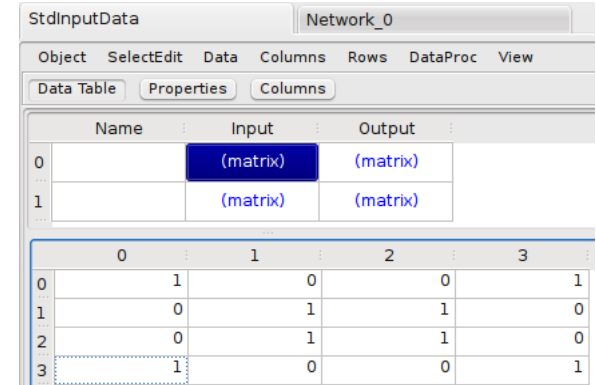 StdInputData Network_0
Object SelectEdit Data Columns Rows DataProc View
Data Table Properties Columns
Name Input Output
0 (matrix) (matrix)
1 (matrix) (matrix)
0 1 2 3
0 1 0 0 1
1 0 1 1 0
2 0 1 1 0
3 1 0 0 1